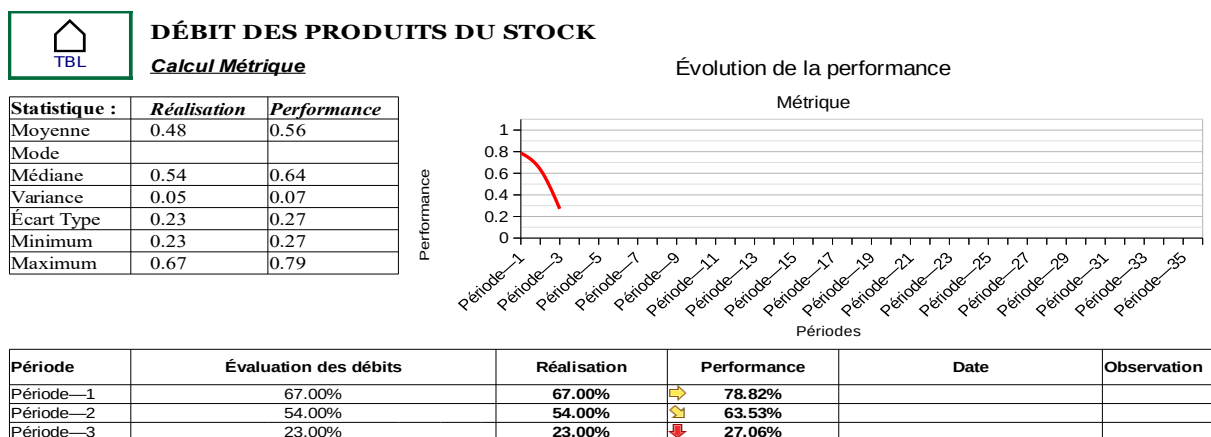 TBL
DÉBIT DES PRODUITS DU STOCK
Calcul Métrique
Statistique : Réalisation Performance
Moyenne 0.48 0.56
Mode
Médiane 0.54 0.64
Variance 0.05 0.07
Écart Type 0.23 0.27
Minimum 0.23 0.27
Maximum 0.67 0.79
Évolution de la performance
Métrique
Performance
1
0.8
0.6
0.4
0.2
0
Période—1 Période—3 Période—5 Période—7 Période—9 Période—11 Période—13 Période—15 Période—17 Période—19 Période—21 Période—23 Période—25 Période—27 Période—29 Période—31 Période—33 Période—35
Périodes
Période Évaluation des débits Réalisation Performance Date Observation
Période—1 67.00% 67.00% 78.82%
Période—2 54.00% 54.00% 63.53%
Période—3 23.00% 23.00% 27.06%